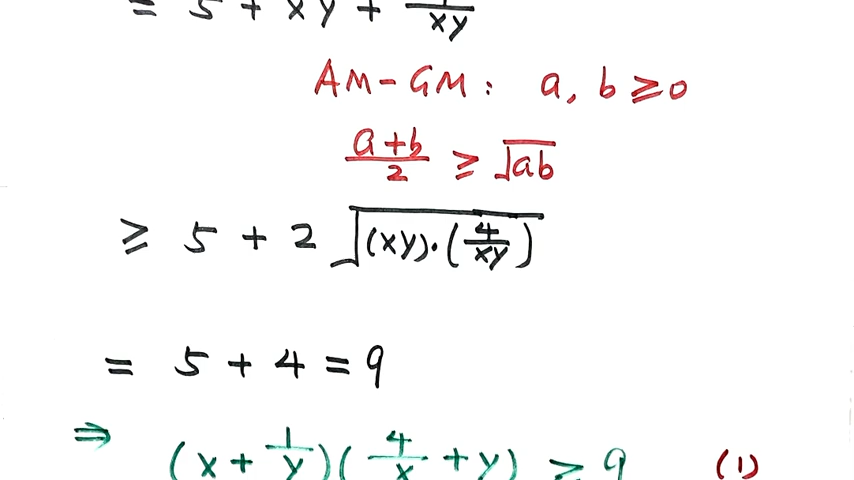 = 5 + xy + 4/xy
AM-GM: a, b ≥ 0
(a+b)/2 ≥ √(ab)
≥ 5 + 2 √((xy)·(4/xy))
= 5 + 4 = 9
⇒ (x + 1/y)(4/x + y) ≥ 9 (1)